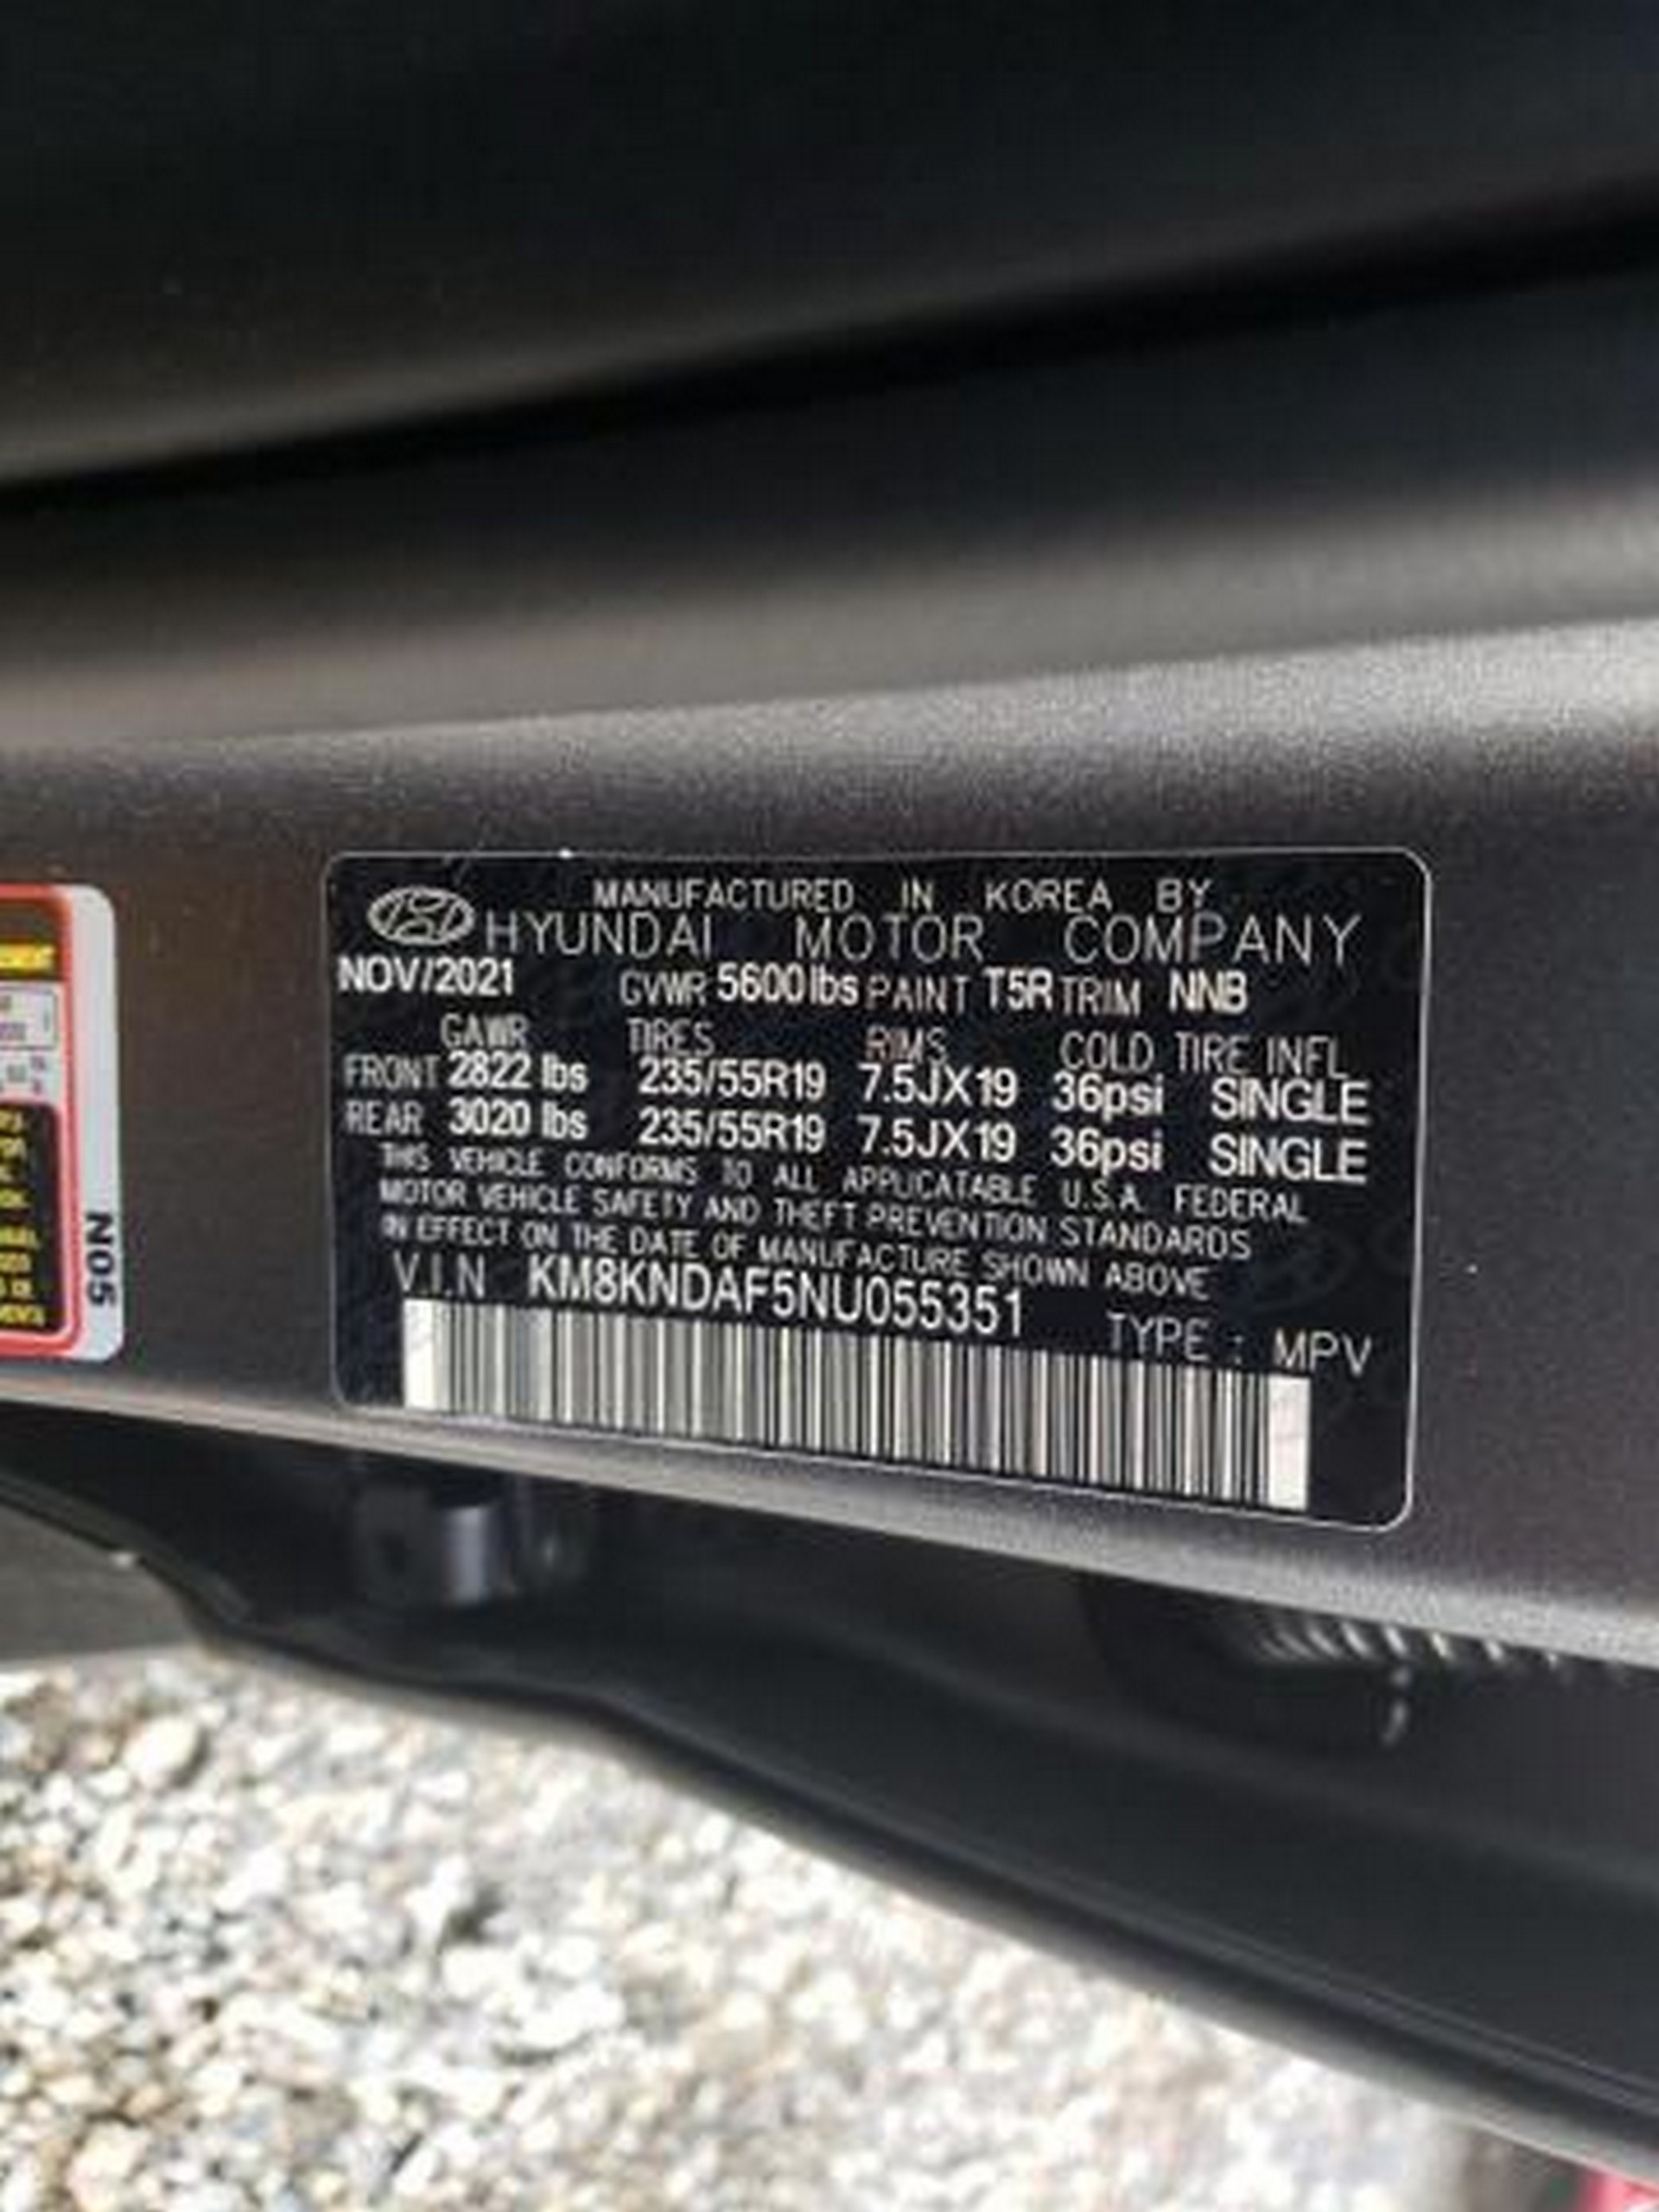 MANUFACTURED IN KOREA BY
HYUNDAI MOTOR COMPANY
NOV/2021 GVWR 5600lbs PAINT T5R TRIM NNB
GAWR TIRES RIMS COLD TIRE INFL
FRONT 2822 lbs 235/55R19 7.5JX19 36psi SINGLE
REAR 3020 lbs 235/55R19 7.5JX19 36psi SINGLE
THIS VEHICLE CONFORMS TO ALL APPLICATABLE U.S.A. FEDERAL
MOTOR VEHICLE SAFETY AND THEFT PREVENTION STANDARDS
IN EFFECT ON THE DATE OF MANUFACTURE SHOWN ABOVE
V.I.N KM8KNDAF5NU055351
TYPE : MPV
N05